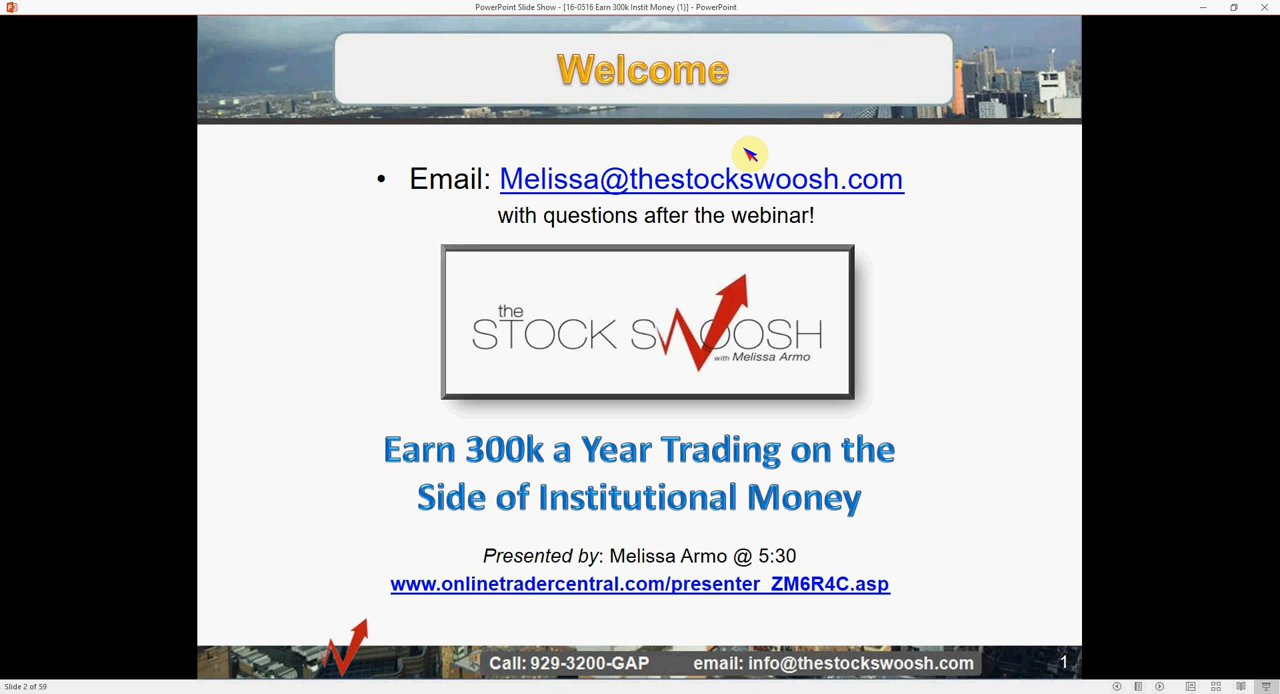 PowerPoint Slide Show - [16-0516 Earn 300k Instit Money (1)] - PowerPoint
Welcome
• Email: Melissa@thestockswoosh.com
with questions after the webinar!
the
STOCK SWOOSH
with Melissa Armo
Earn 300k a Year Trading on the
Side of Institutional Money
Presented by: Melissa Armo @ 5:30
www.onlinetradercentral.com/presenter_ZM6R4C.asp
Call: 929-3200-GAP email: info@thestockswoosh.com 1
Slide 2 of 59